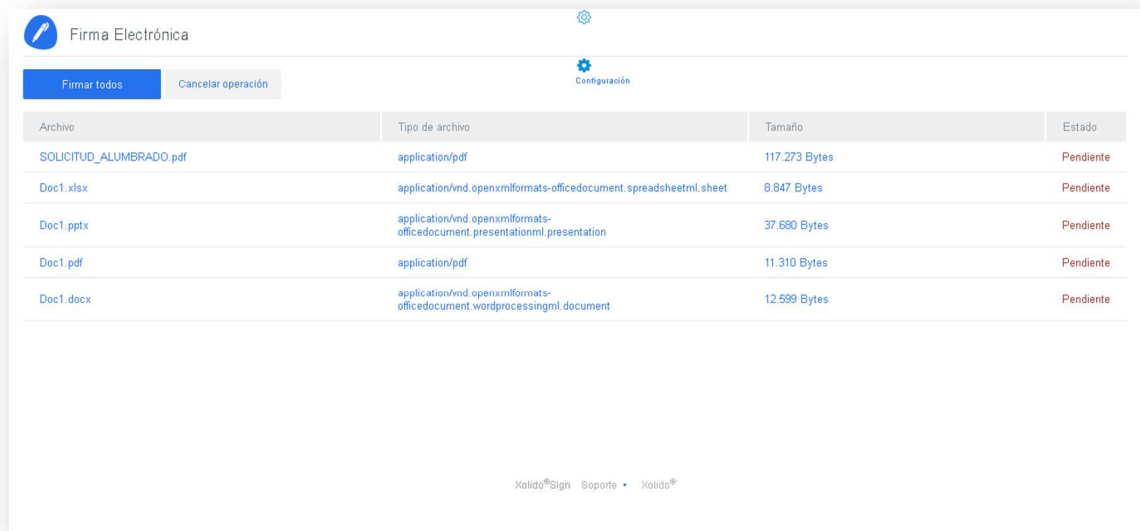 Firma Electrónica
Configuración
Firmar todos Cancelar operación
Archivo Tipo de archivo Tamaño Estado
SOLICITUD_ALUMBRADO.pdf application/pdf 117.273 Bytes Pendiente
Doc1.xlsx application/vnd.openxmlformats-officedocument.spreadsheetml.sheet 8.847 Bytes Pendiente
Doc1.pptx application/vnd.openxmlformats-
officedocument.presentationml.presentation 37.680 Bytes Pendiente
Doc1.pdf application/pdf 11.310 Bytes Pendiente
Doc1.docx application/vnd.openxmlformats-
officedocument.wordprocessingml.document 12.599 Bytes Pendiente
Xolido®Sign Soporte • Xolido®